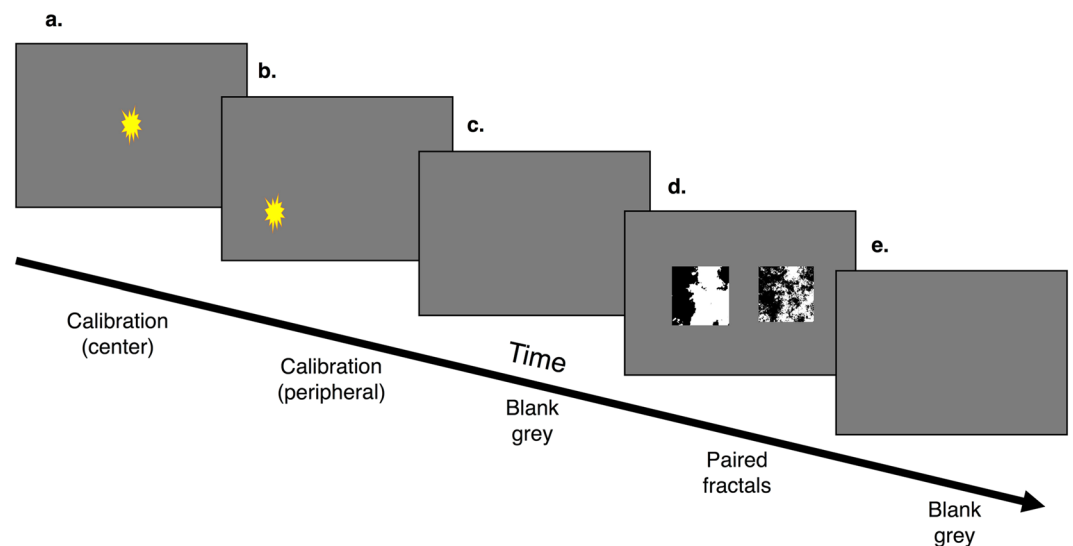 a.
b.
c.
d.
e.
Calibration
(center)
Calibration
(peripheral)
Time
Blank
grey
Paired
fractals
Blank
grey